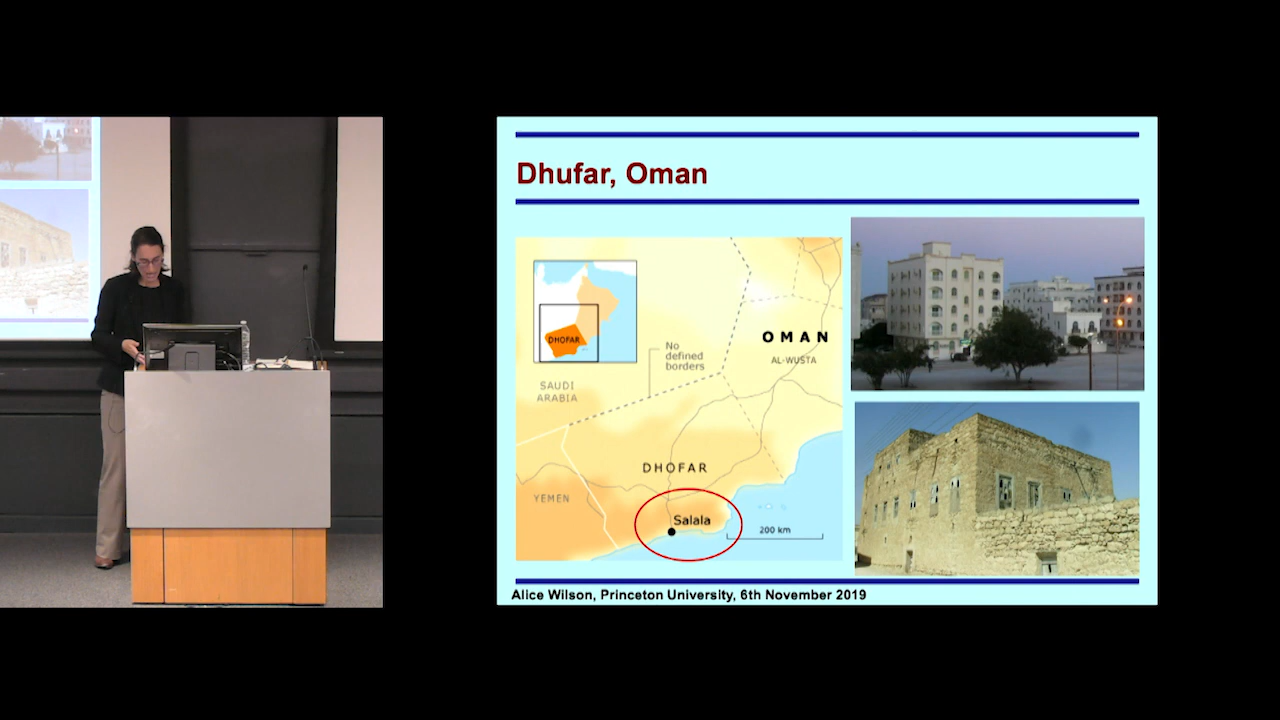 Dhufar, Oman
OMAN
AL-WUSTA
No
defined
borders
DHOFAR
SAUDI
ARABIA
DHOFAR
YEMEN
Salala
200 km
Alice Wilson, Princeton University, 6th November 2019